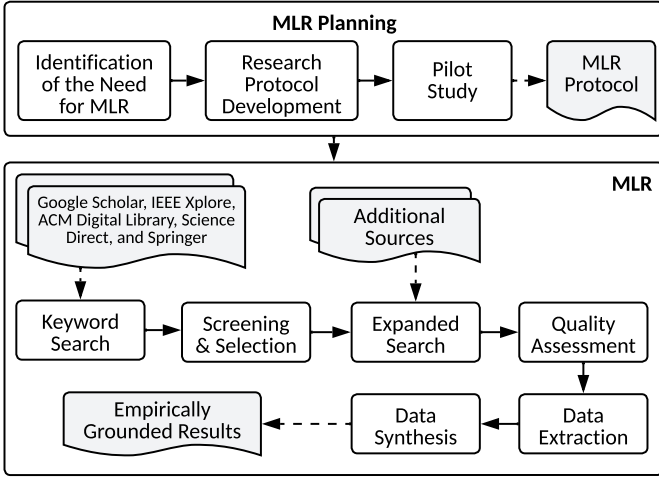 MLR Planning
Identification
of the Need
for MLR
Research
Protocol
Development
Pilot
Study
MLR
Protocol
MLR
Google Scholar, IEEE Xplore,
ACM Digital Library, Science
Direct, and Springer
Additional
Sources
Keyword
Search
Screening
& Selection
Expanded
Search
Quality
Assessment
Empirically
Grounded Results
Data
Synthesis
Data
Extraction